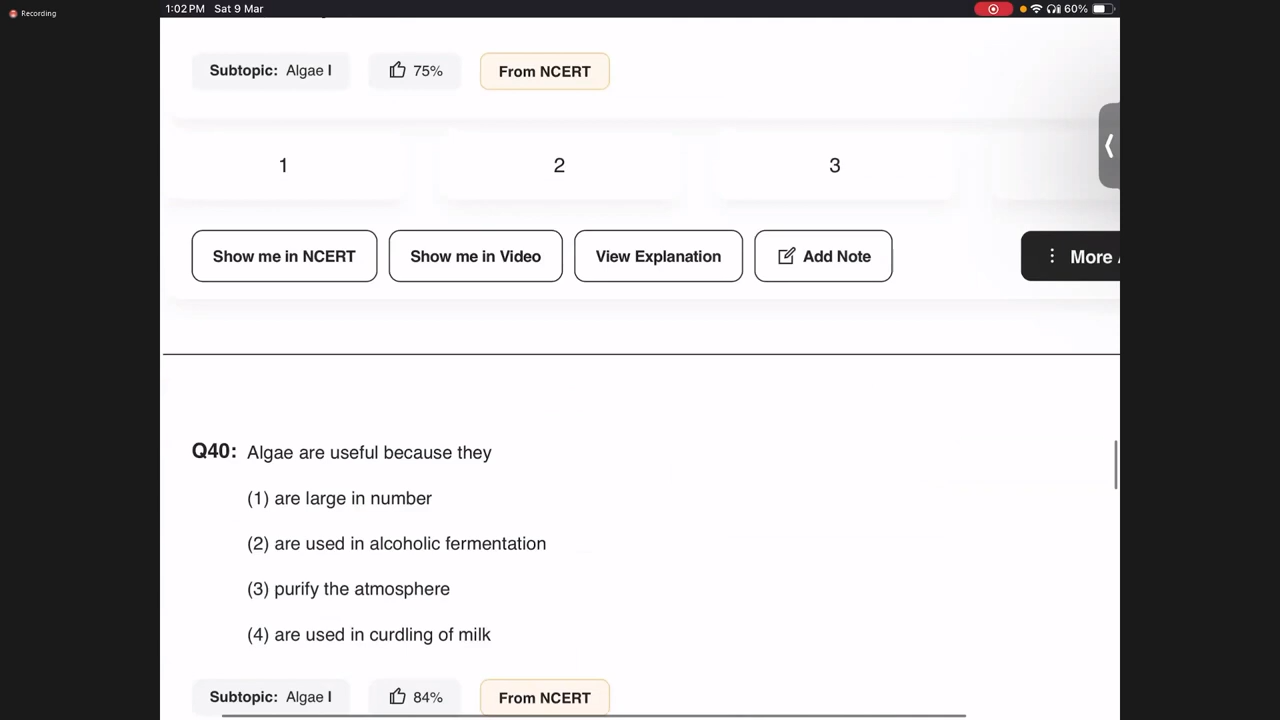 Recording
1:02 PM Sat 9 Mar
60%
Subtopic: Algae I
75%
From NCERT
1
2
3
Show me in NCERT
Show me in Video
View Explanation
Add Note
More
Q40: Algae are useful because they
(1) are large in number
(2) are used in alcoholic fermentation
(3) purify the atmosphere
(4) are used in curdling of milk
Subtopic: Algae I
84%
From NCERT